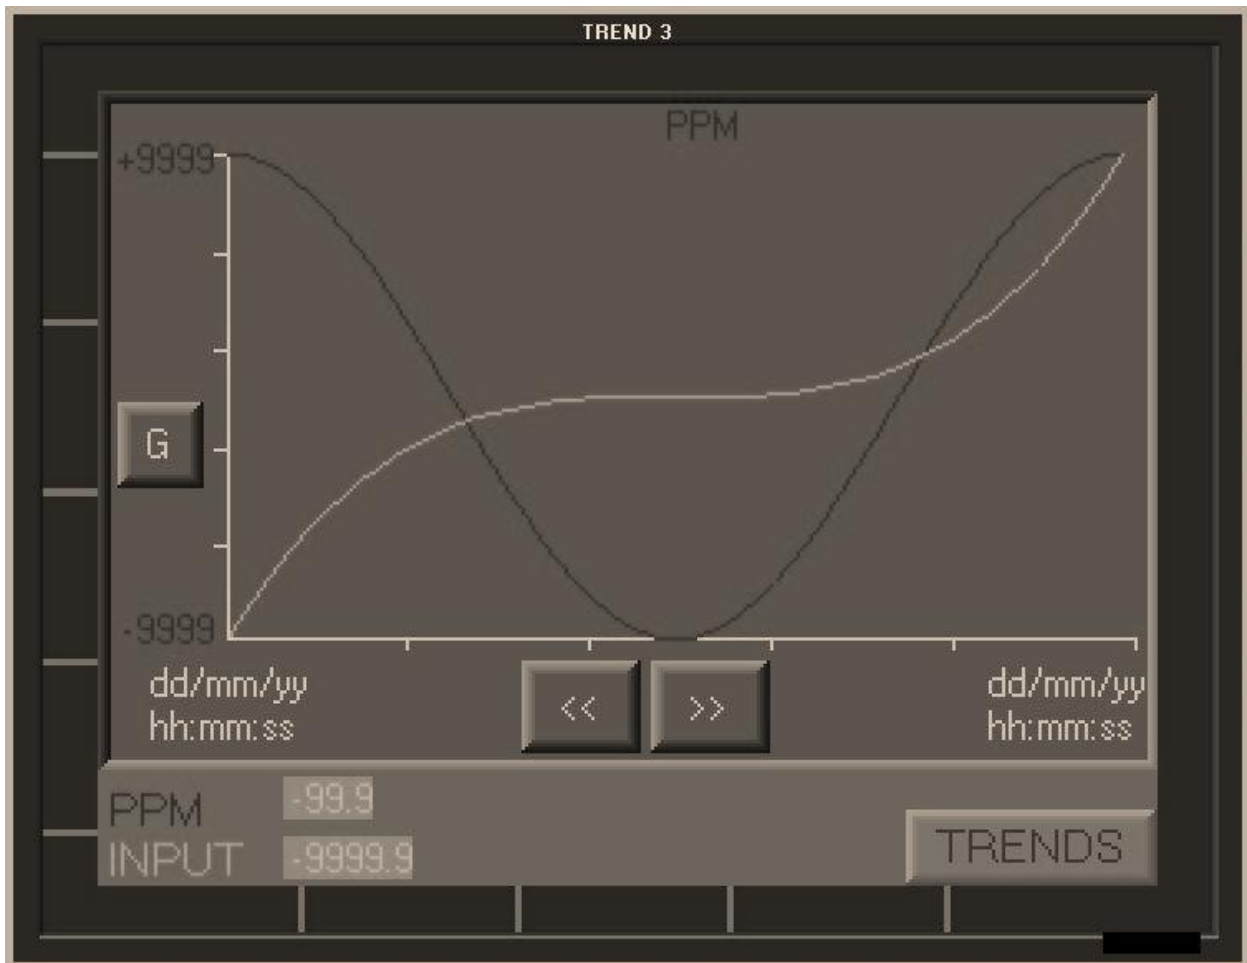 TREND 3
PPM
+9999
G
-9999
dd/mm/yy dd/mm/yy
hh:mm:ss << >> hh:mm:ss
PPM -99.9
INPUT -9999.9 TRENDS